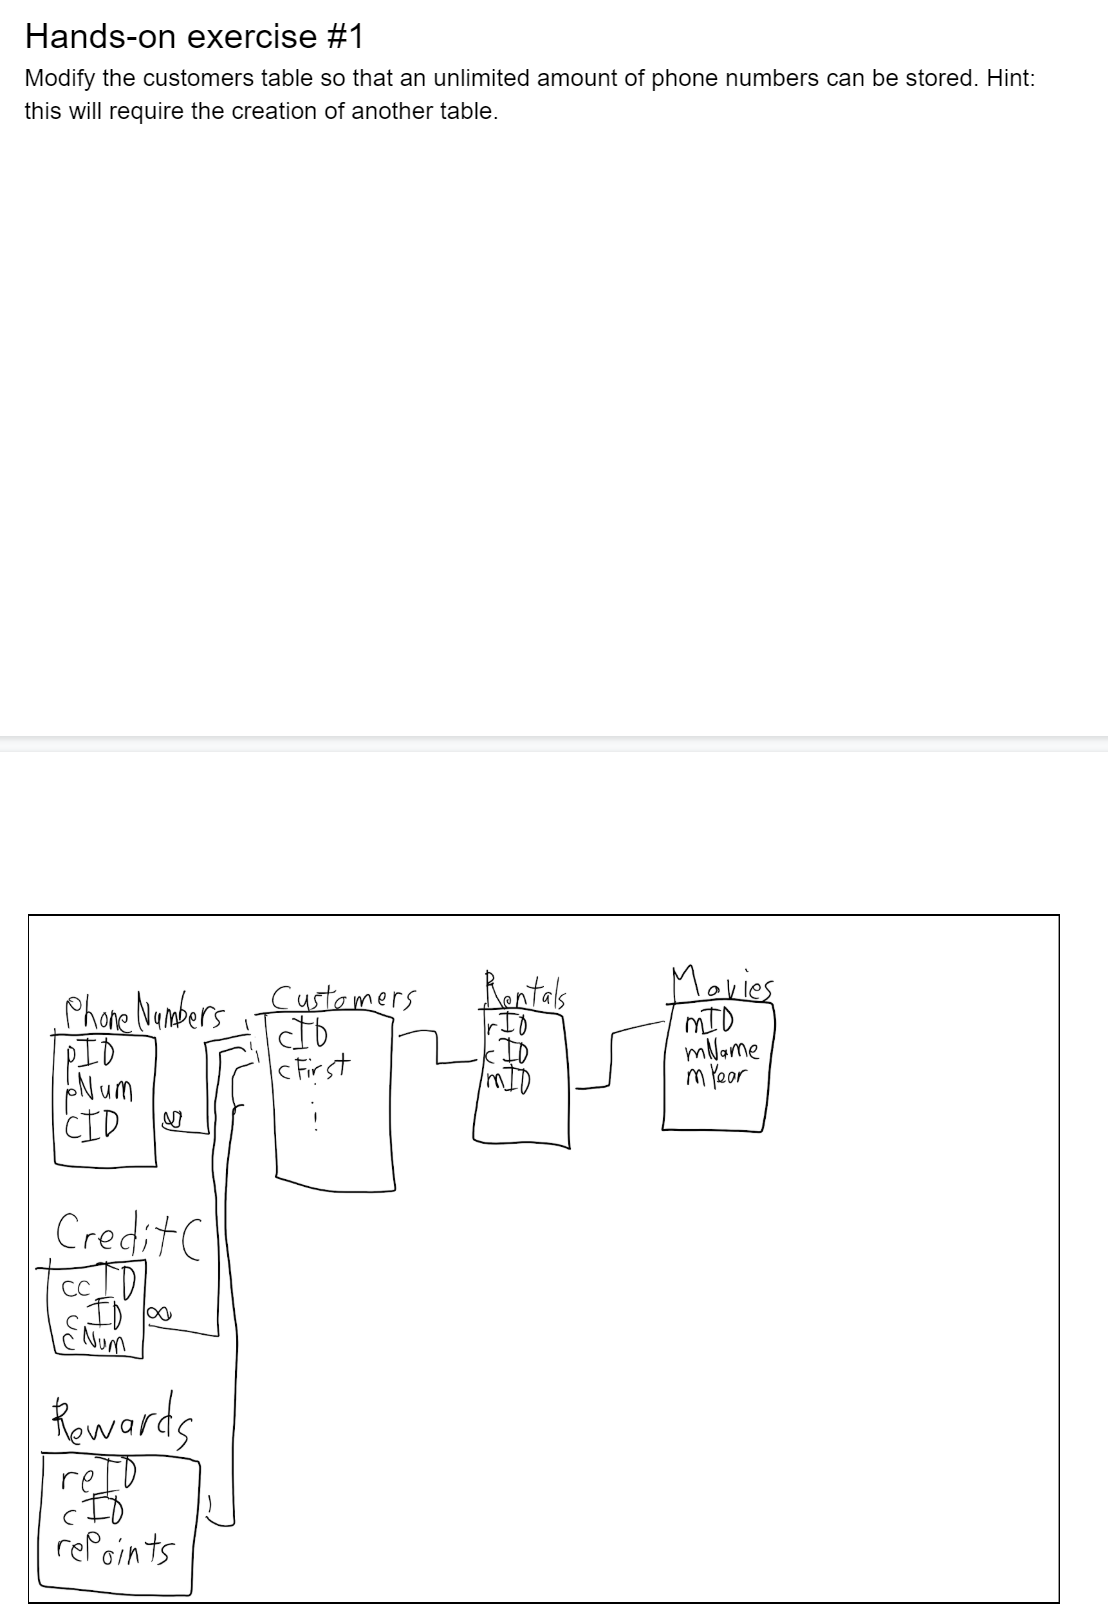 Hands-on exercise #1
Modify the customers table so that an unlimited amount of phone numbers can be stored. Hint:
this will require the creation of another table.
Phone Numbers
pID
pNum
CID
∞
Customers
1
1
cID
cFirst
Rentals
rID
cID
mID
Movies
mID
mName
mYear
CreditC
ccID
cID
cNum
∞
Rewards
reID
cID
rePoints
1